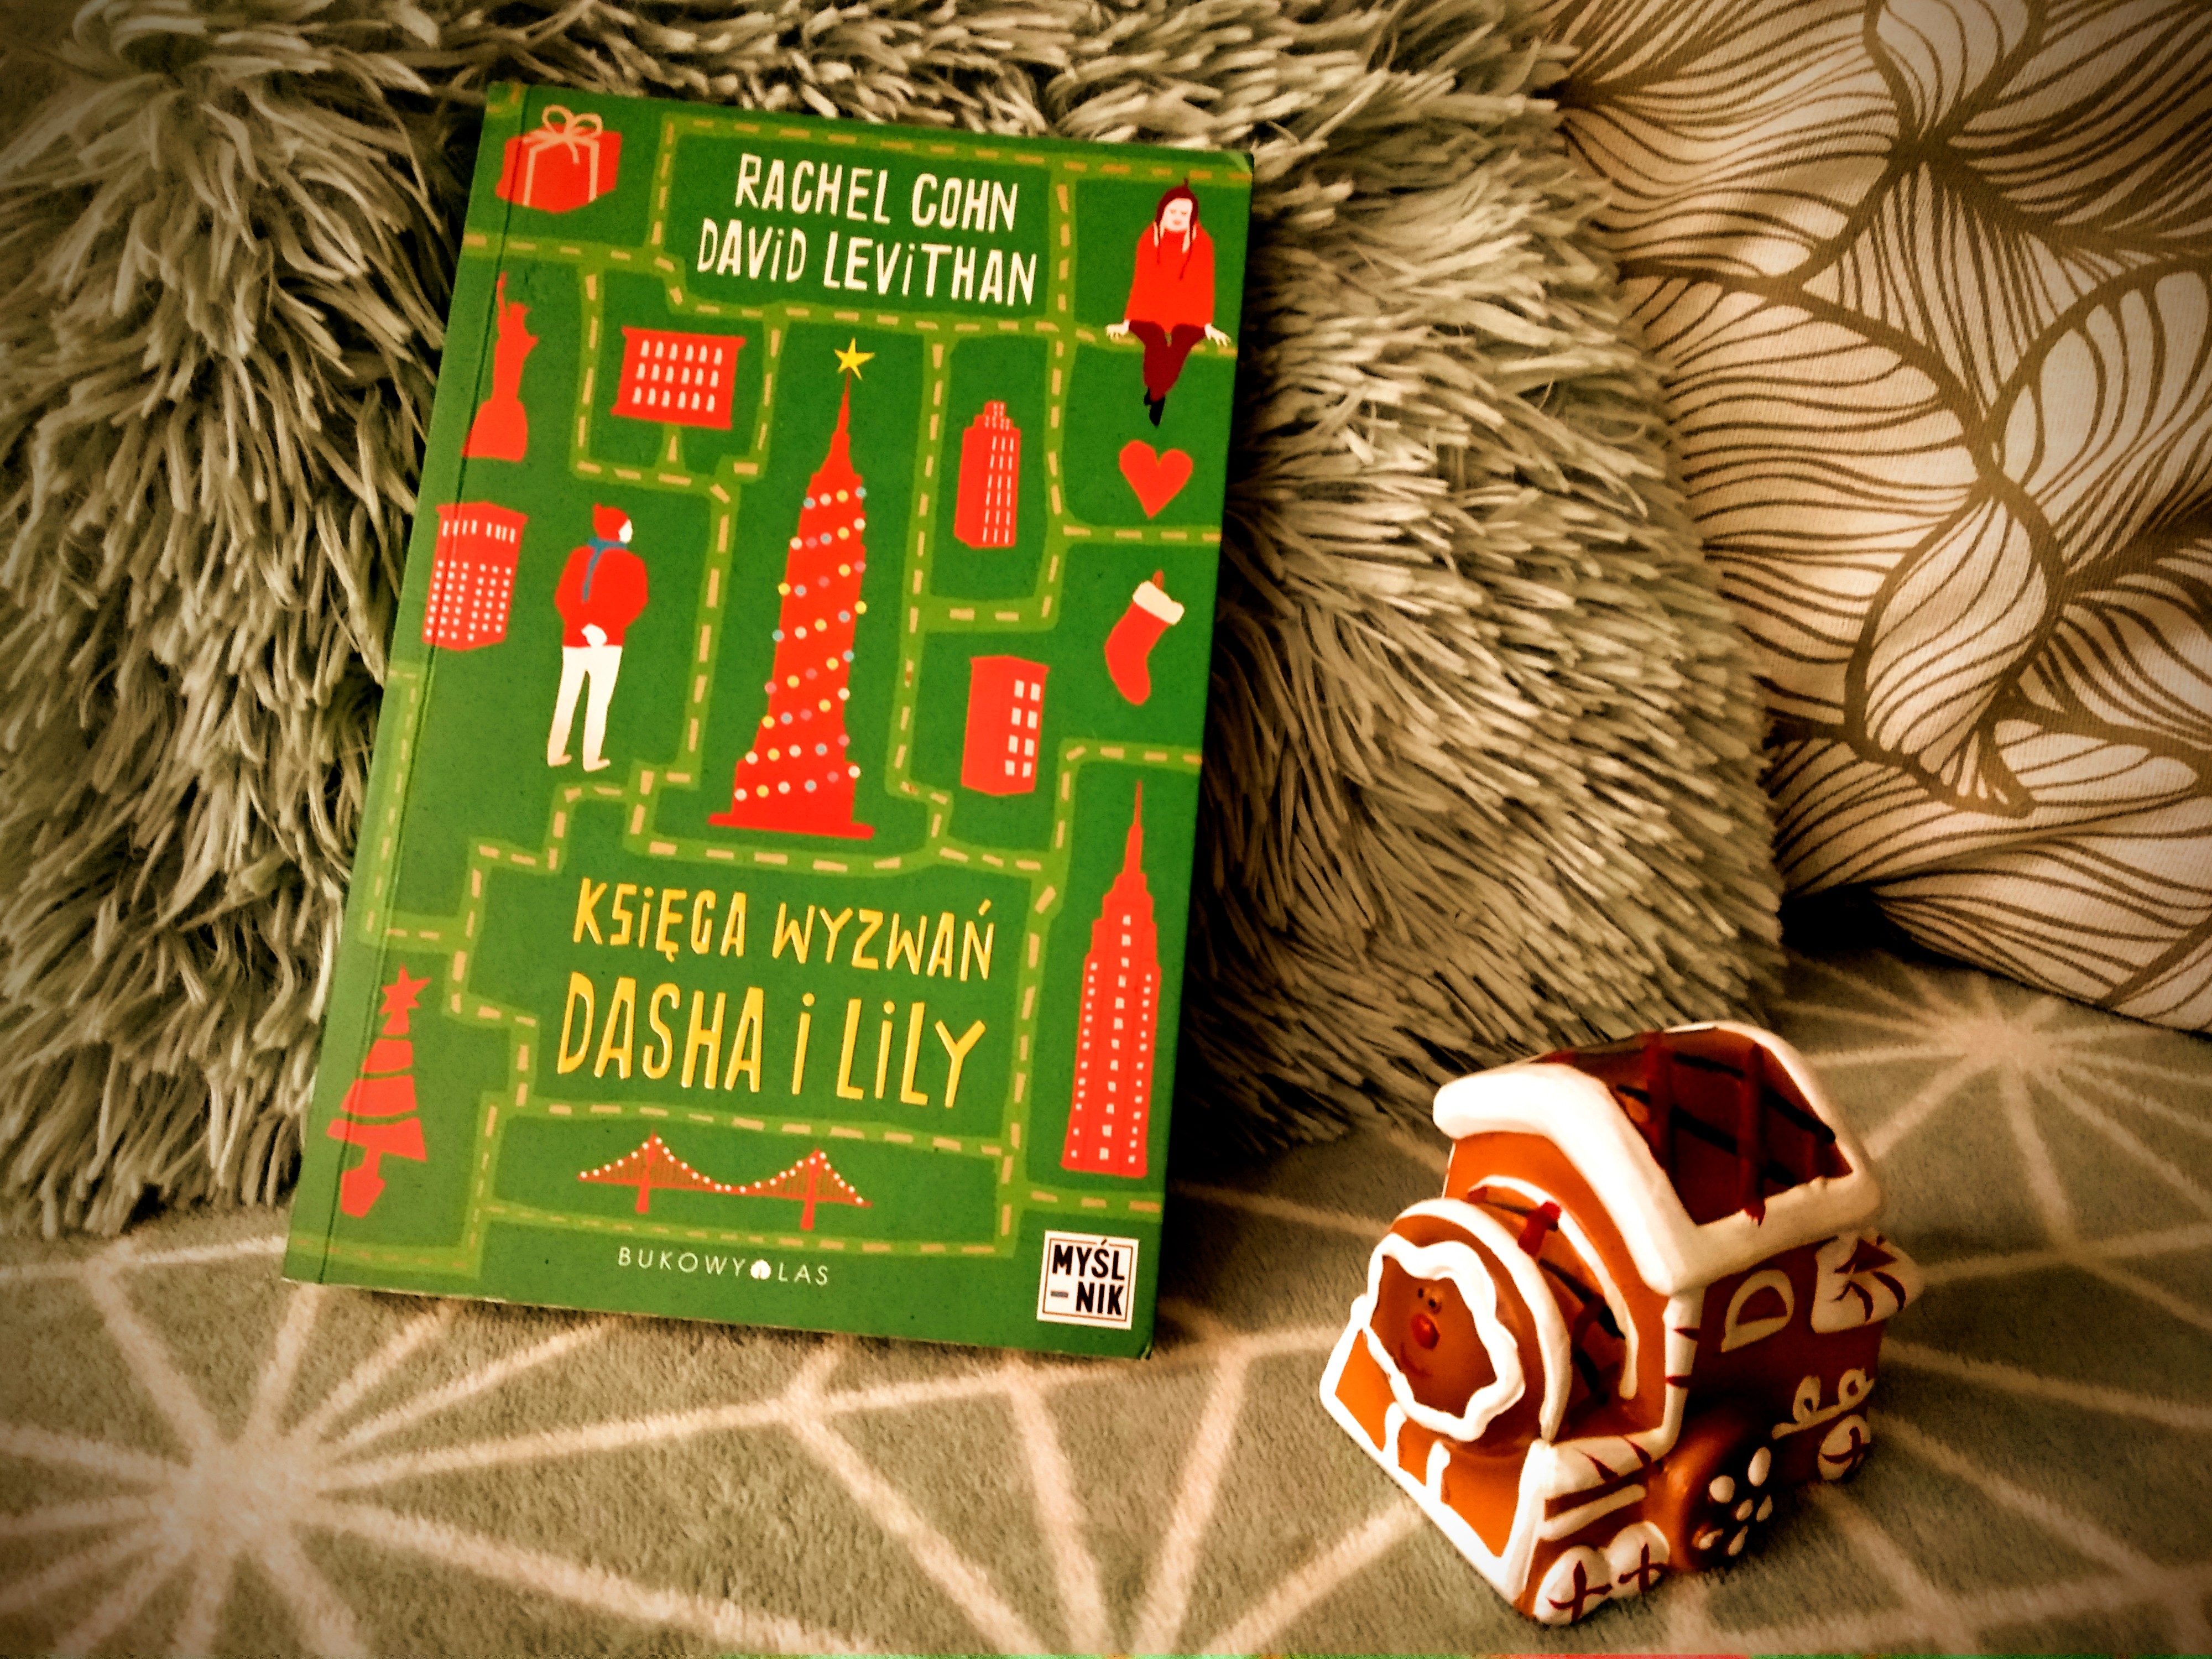 RACHEL COHN
DAViD LEViTHAN
KSiĘGA WYZWAŃ
DASHA i LiLY
BUKOWY LAS
MYŚL
–NIK